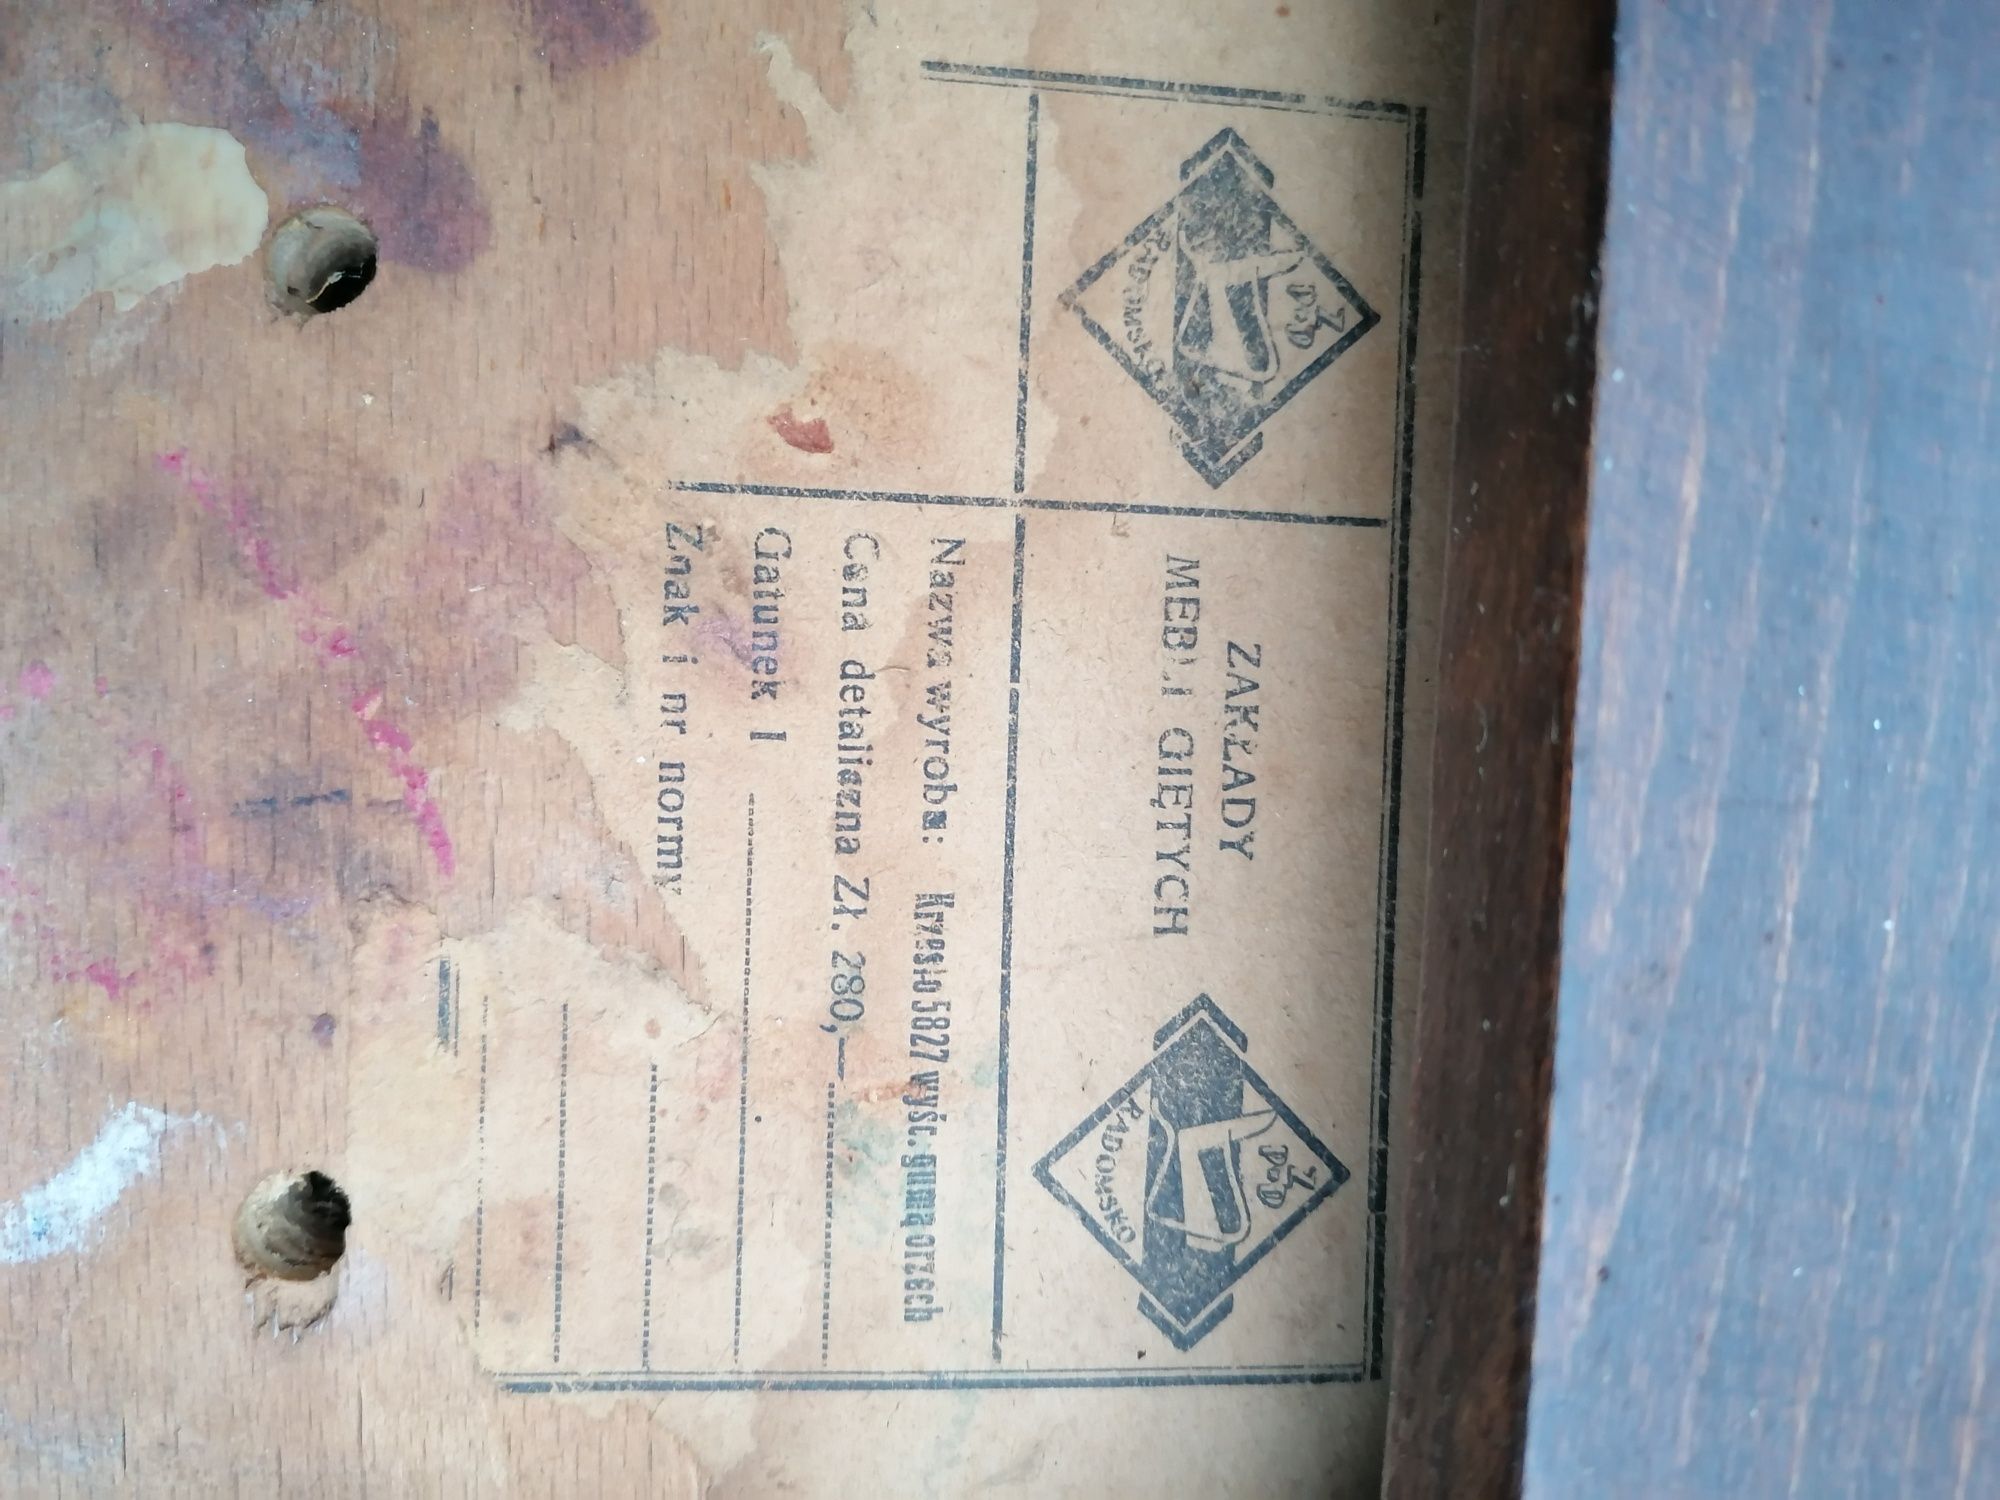 ZAKŁADY
MEBLI GIĘTYCH
RADOMSKO
RADOMSKO
Nazwa wyrobu: Krzesło 5827 wyśc. gumą orzech
Cena detaliczna Zł. 280,—
Gatunek I
Znak i nr normy